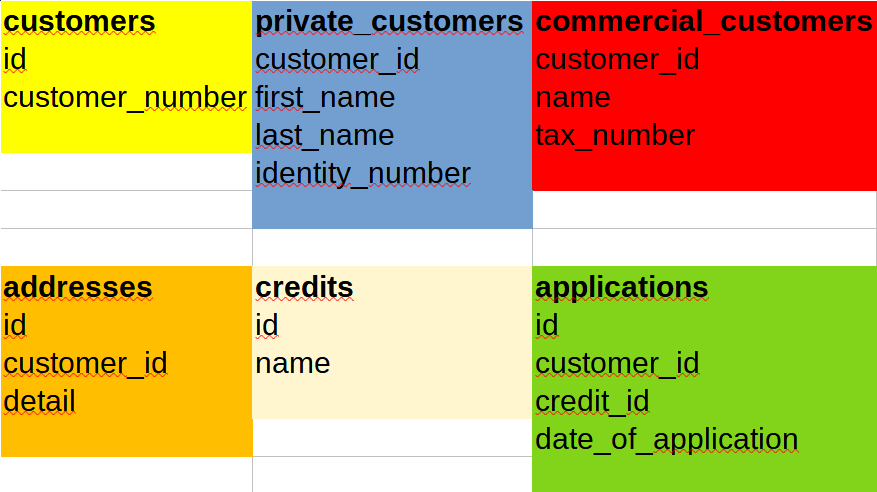 customers
id
customer_number
private_customers
customer_id
first_name
last_name
identity_number
commercial_customers
customer_id
name
tax_number
addresses
id
customer_id
detail
credits
id
name
applications
id
customer_id
credit_id
date_of_application